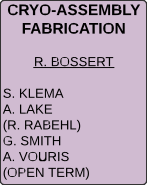 CRYO-ASSEMBLY
FABRICATION
R. BOSSERT
S. KLEMA
A. LAKE
(R. RABEHL)
G. SMITH
A. VOURIS
(OPEN TERM)